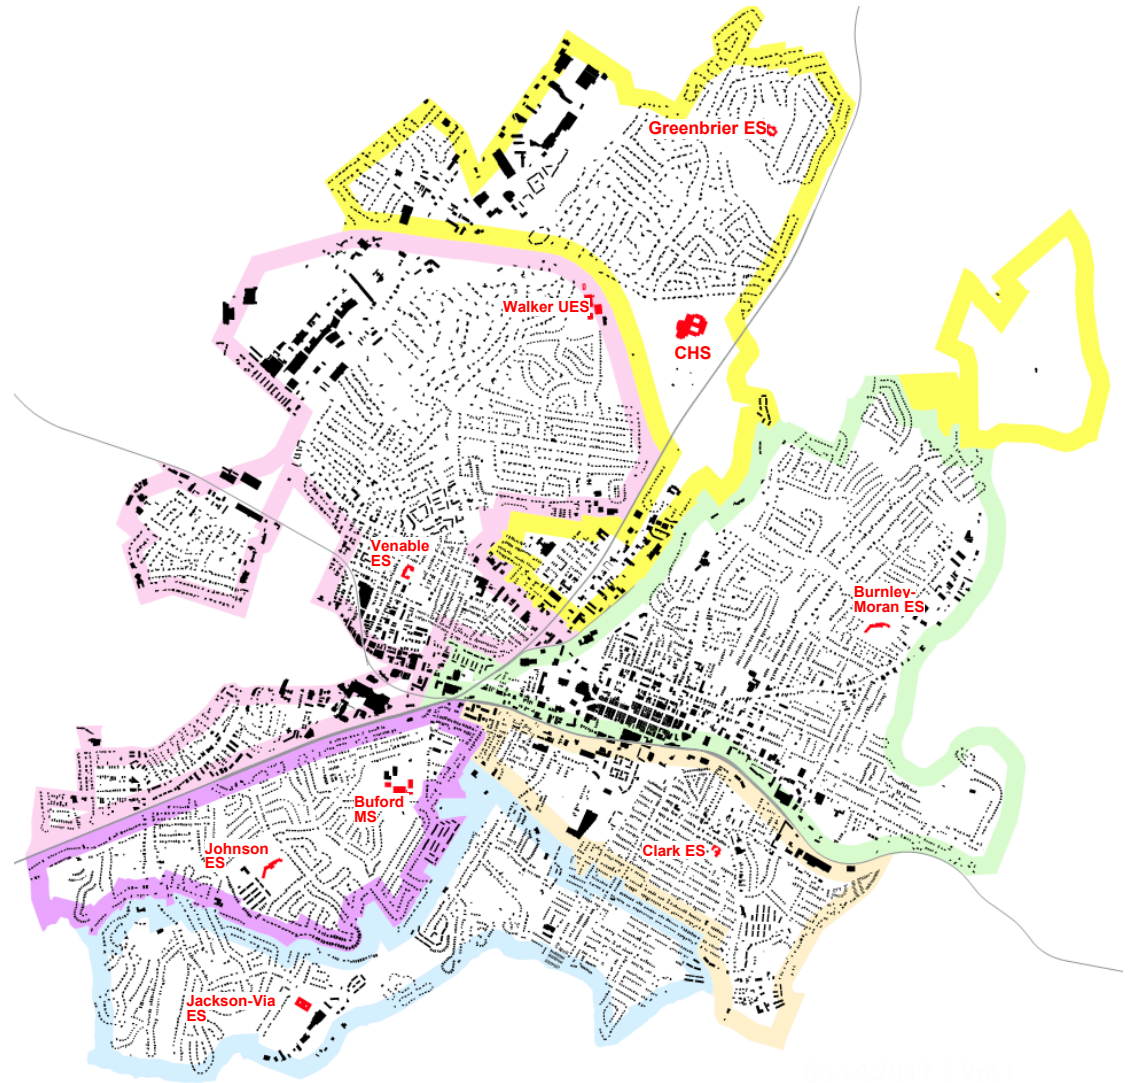 Greenbrier ES
Walker UES
CHS
Venable
ES
Burnley-
Moran ES
Buford
MS
Johnson
ES
Clark ES
Jackson-Via
ES